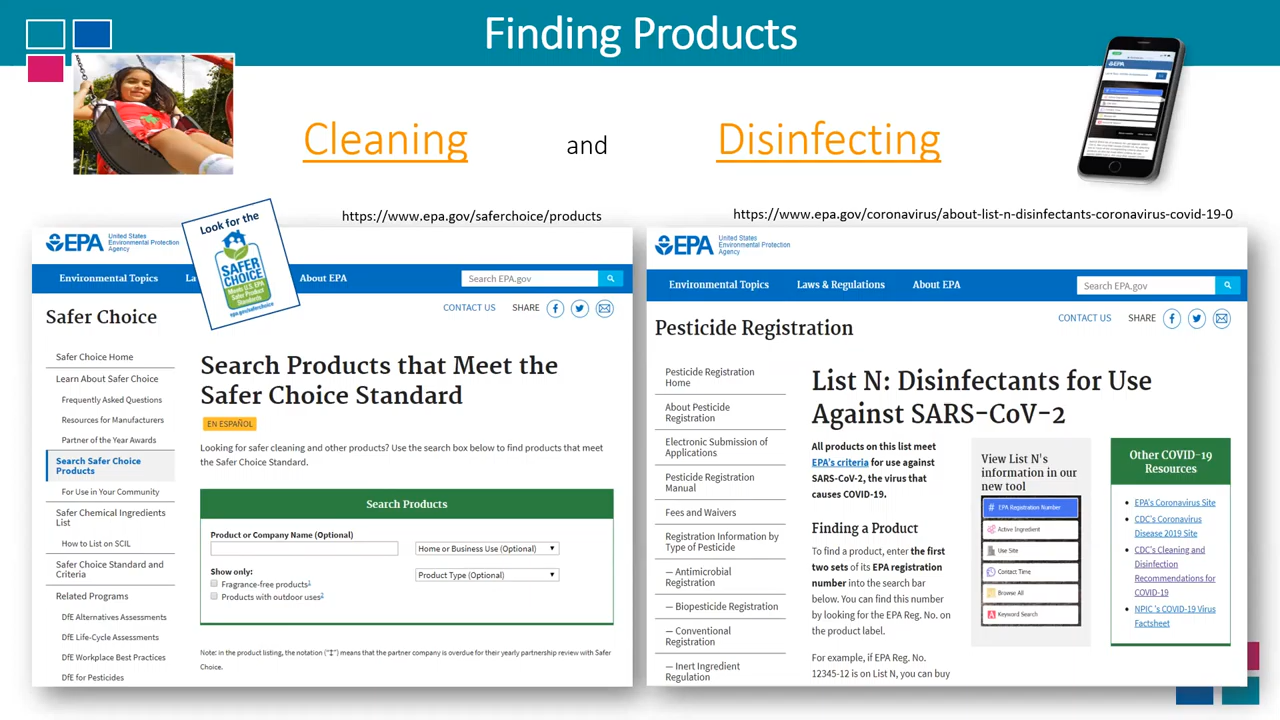 Finding Products
Cleaning and Disinfecting
https://www.epa.gov/saferchoice/products
https://www.epa.gov/coronavirus/about-list-n-disinfectants-coronavirus-covid-19-0
EPA
United States
Environmental Protection
Agency
Look for the
SAFER
CHOICE
Meets U.S. EPA
Safer Product
Standards
epa.gov/saferchoice
Environmental Topics La About EPA
Search EPA.gov
CONTACT US SHARE
Safer Choice
Safer Choice Home
Learn About Safer Choice
Frequently Asked Questions
Resources for Manufacturers
Partner of the Year Awards
Search Safer Choice
Products
For Use in Your Community
Safer Chemical Ingredients
List
How to List on SCIL
Safer Choice Standard and
Criteria
Related Programs
DfE Alternatives Assessments
DfE Life-Cycle Assessments
DfE Workplace Best Practices
DfE for Pesticides
Search Products that Meet the
Safer Choice Standard
EN ESPAÑOL
Looking for safer cleaning and other products? Use the search box below to find products that meet
the Safer Choice Standard.
Search Products
Product or Company Name (Optional)
Home or Business Use (Optional)
Show only:
Product Type (Optional)
Fragrance-free products1
Products with outdoor uses2
Note: in the product listing, the notation ("‡") means that the partner company is overdue for their yearly partnership review with Safer
Choice.
EPA
United States
Environmental Protection
Agency
Environmental Topics Laws & Regulations About EPA
Search EPA.gov
CONTACT US SHARE
Pesticide Registration
Pesticide Registration
Home
About Pesticide
Registration
Electronic Submission of
Applications
Pesticide Registration
Manual
Fees and Waivers
Registration Information by
Type of Pesticide
— Antimicrobial
Registration
— Biopesticide Registration
— Conventional
Registration
— Inert Ingredient
Regulation
List N: Disinfectants for Use
Against SARS-CoV-2
All products on this list meet
EPA's criteria for use against
SARS-CoV-2, the virus that
causes COVID-19.
Finding a Product
To find a product, enter the first
two sets of its EPA registration
number into the search bar
below. You can find this number
by looking for the EPA Reg. No. on
the product label.
For example, if EPA Reg. No.
12345-12 is on List N, you can buy
View List N's
information in our
new tool
# EPA Registration Number
Active Ingredient
Use Site
Contact Time
Browse All
Keyword Search
Other COVID-19
Resources
EPA's Coronavirus Site
CDC's Coronavirus
Disease 2019 Site
CDC's Cleaning and
Disinfection
Recommendations for
COVID-19
NPIC 's COVID-19 Virus
Factsheet
EPA